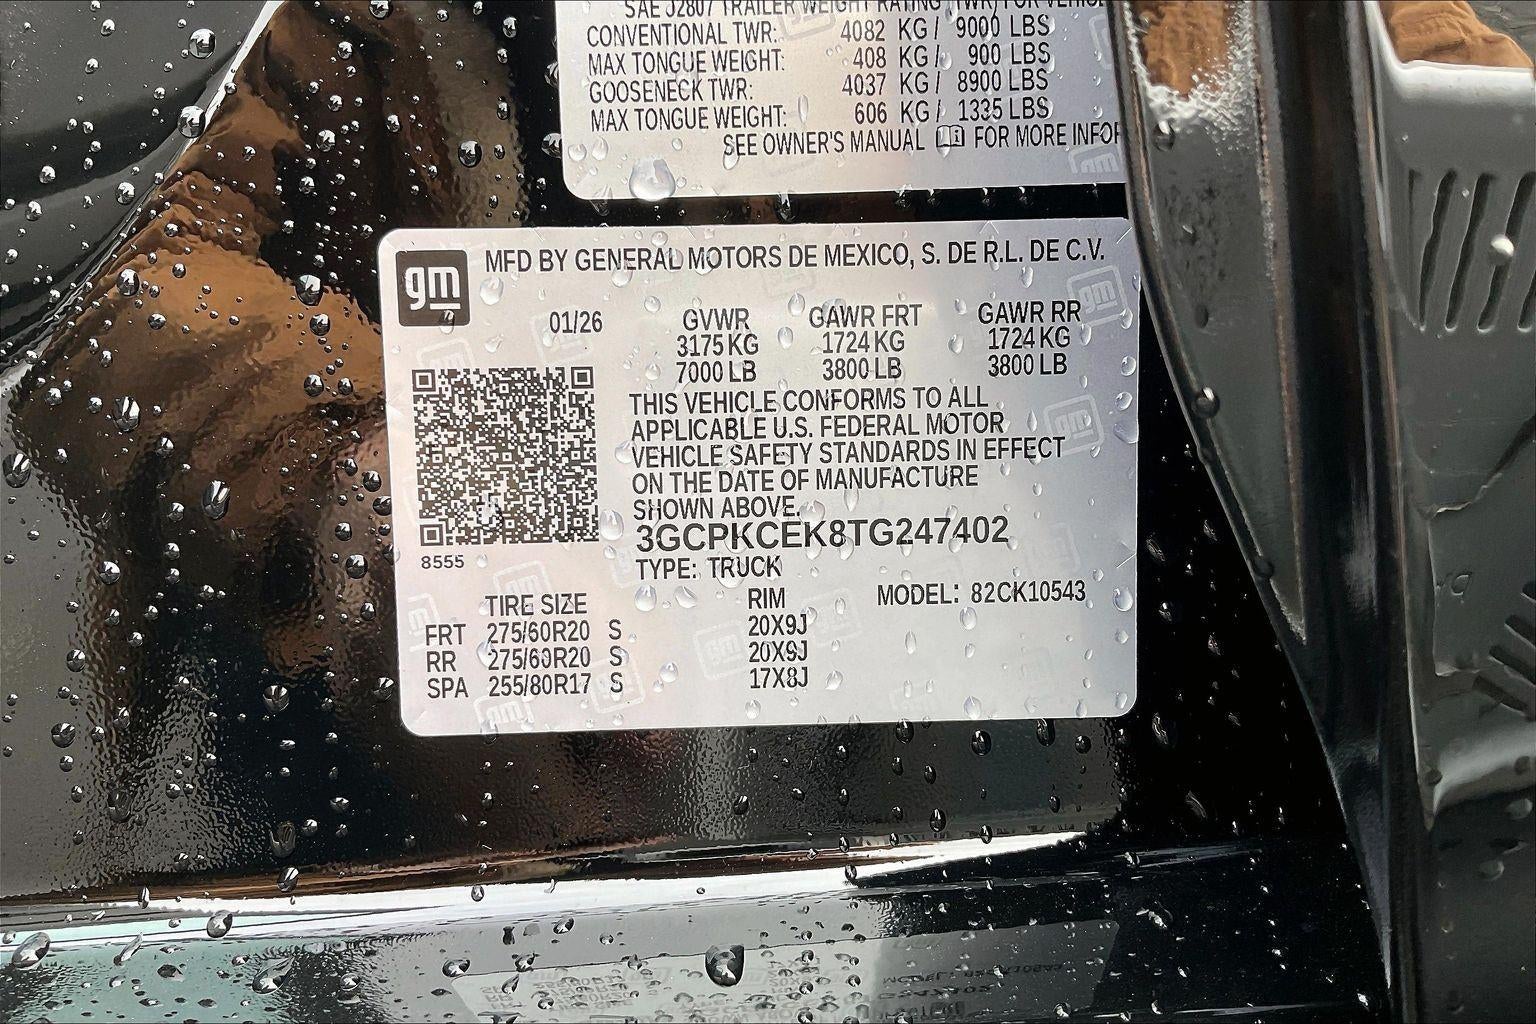 SAE J2807 TRAILER WEIGHT RATING (TWR) FOR
CONVENTIONAL TWR: 4082 KG / 9000 LBS
MAX TONGUE WEIGHT: 408 KG / 900 LBS
GOOSENECK TWR: 4037 KG / 8900 LBS
MAX TONGUE WEIGHT: 606 KG / 1335 LBS
SEE OWNER'S MANUAL FOR MORE INFOR
gm
MFD BY GENERAL MOTORS DE MEXICO, S. DE R.L. DE C.V.
01/26 GVWR GAWR FRT GAWR RR
3175 KG 1724 KG 1724 KG
7000 LB 3800 LB 3800 LB
THIS VEHICLE CONFORMS TO ALL
APPLICABLE U.S. FEDERAL MOTOR
VEHICLE SAFETY STANDARDS IN EFFECT
ON THE DATE OF MANUFACTURE
SHOWN ABOVE.
3GCPKCEK8TG247402
8555
TYPE: TRUCK
MODEL: 82CK10543
TIRE SIZE RIM
FRT 275/60R20 S 20X9J
RR 275/60R20 S 20X9J
SPA 255/80R17 S 17X8J